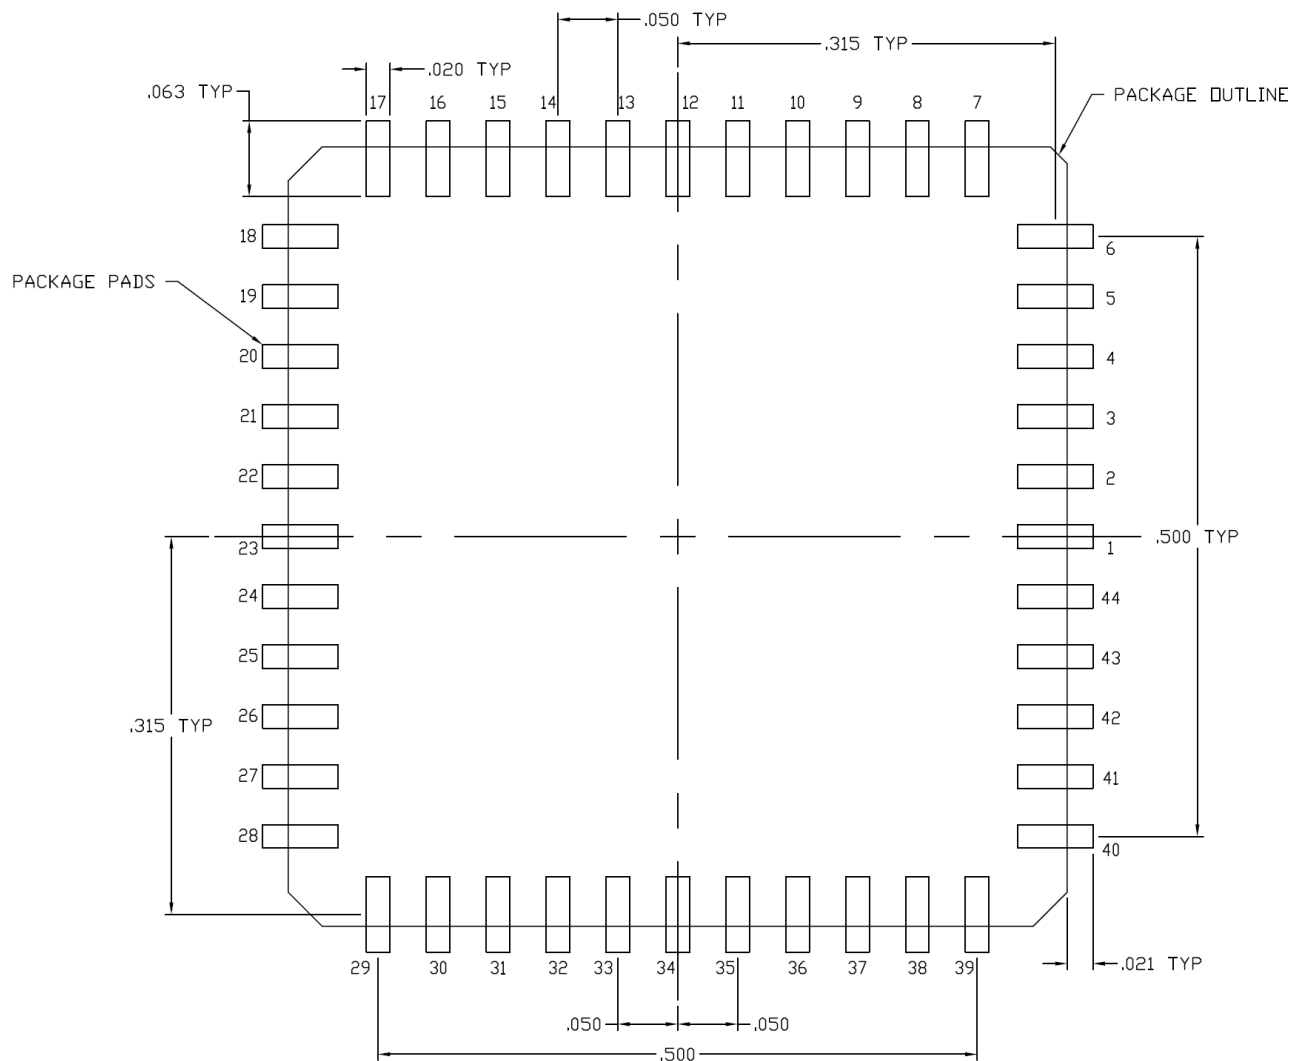 .050 TYP
.315 TYP
.020 TYP
.063 TYP
PACKAGE OUTLINE
17 16 15 14 13 12 11 10 9 8 7
18
6
PACKAGE PADS
19
5
20
4
21
3
22
2
23
1
.500 TYP
24
44
25
43
.315 TYP
26
42
27
41
28
40
29 30 31 32 33 34 35 36 37 38 39
.021 TYP
.050
.050
.500